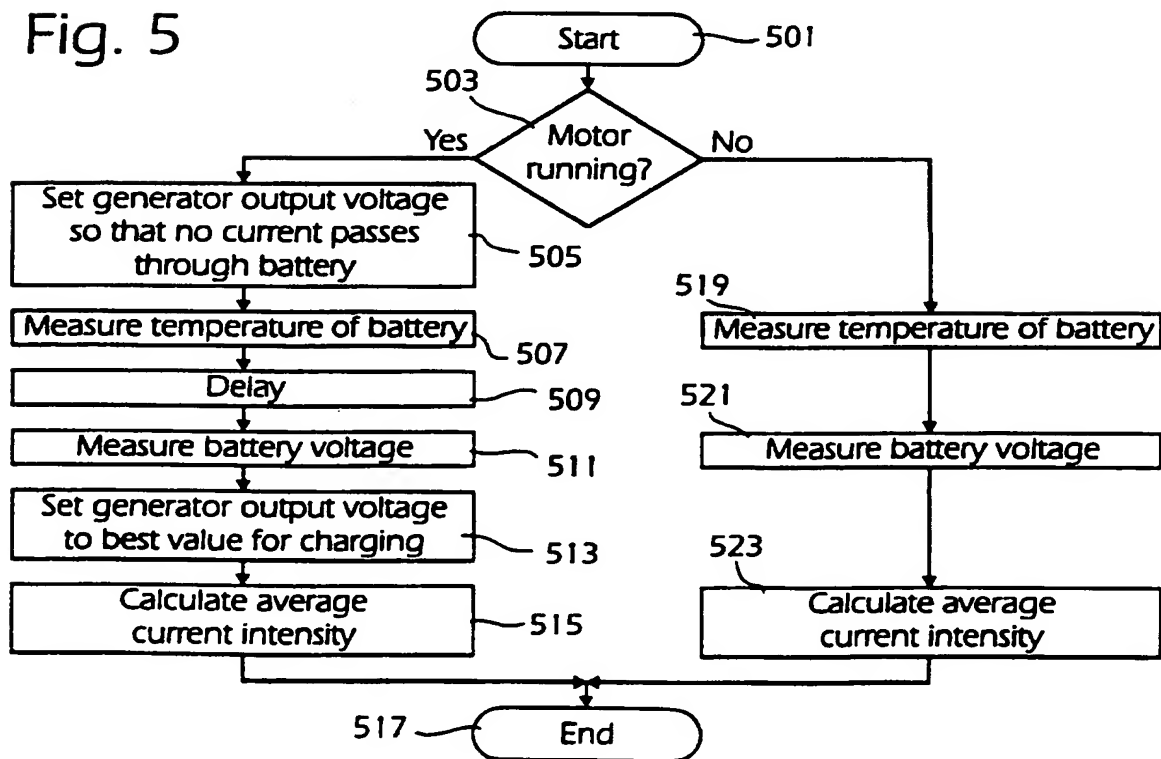 Fig. 5
Start
501
503
Motor
running?
Yes
No
Set generator output voltage
so that no current passes
through battery
505
Measure temperature of battery
507
Delay
509
Measure battery voltage
511
Set generator output voltage
to best value for charging
513
Calculate average
current intensity
515
519
Measure temperature of battery
521
Measure battery voltage
523
Calculate average
current intensity
517
End